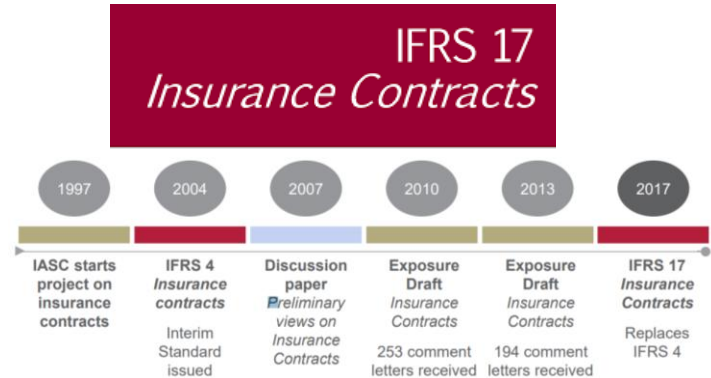 IFRS 17
Insurance Contracts
1997
2004
2007
2010
2013
2017
IASC starts
project on
insurance
contracts
IFRS 4
Insurance
contracts
Interim
Standard
issued
Discussion
paper
Preliminary
views on
Insurance
Contracts
Exposure
Draft
Insurance
Contracts
253 comment
letters received
Exposure
Draft
Insurance
Contracts
194 comment
letters received
IFRS 17
Insurance
Contracts
Replaces
IFRS 4